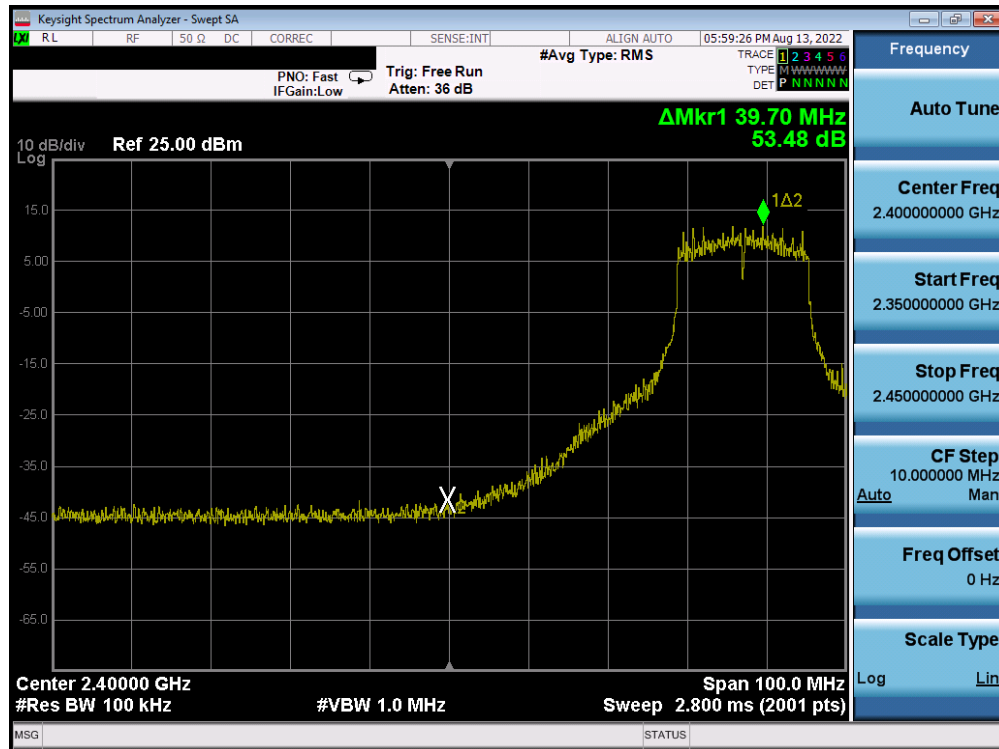 Keysight Spectrum Analyzer - Swept SA
LXI RL RF 50 Ω DC CORREC SENSE:INT ALIGN AUTO 05:59:26 PM Aug 13, 2022
PNO: Fast Trig: Free Run #Avg Type: RMS TRACE 1 2 3 4 5 6
IFGain:Low Atten: 36 dB TYPE M WWWWW
DET P N N N N N
ΔMkr1 39.70 MHz
53.48 dB
10 dB/div Ref 25.00 dBm
Log
15.0
5.00
-5.00
-15.0
-25.0
-35.0
-45.0
-55.0
-65.0
1Δ2
X2
Center 2.40000 GHz Span 100.0 MHz
#Res BW 100 kHz #VBW 1.0 MHz Sweep 2.800 ms (2001 pts)
MSG STATUS
Frequency
Auto Tune
Center Freq
2.400000000 GHz
Start Freq
2.350000000 GHz
Stop Freq
2.450000000 GHz
CF Step
10.000000 MHz
Auto Man
Freq Offset
0 Hz
Scale Type
Log Lin